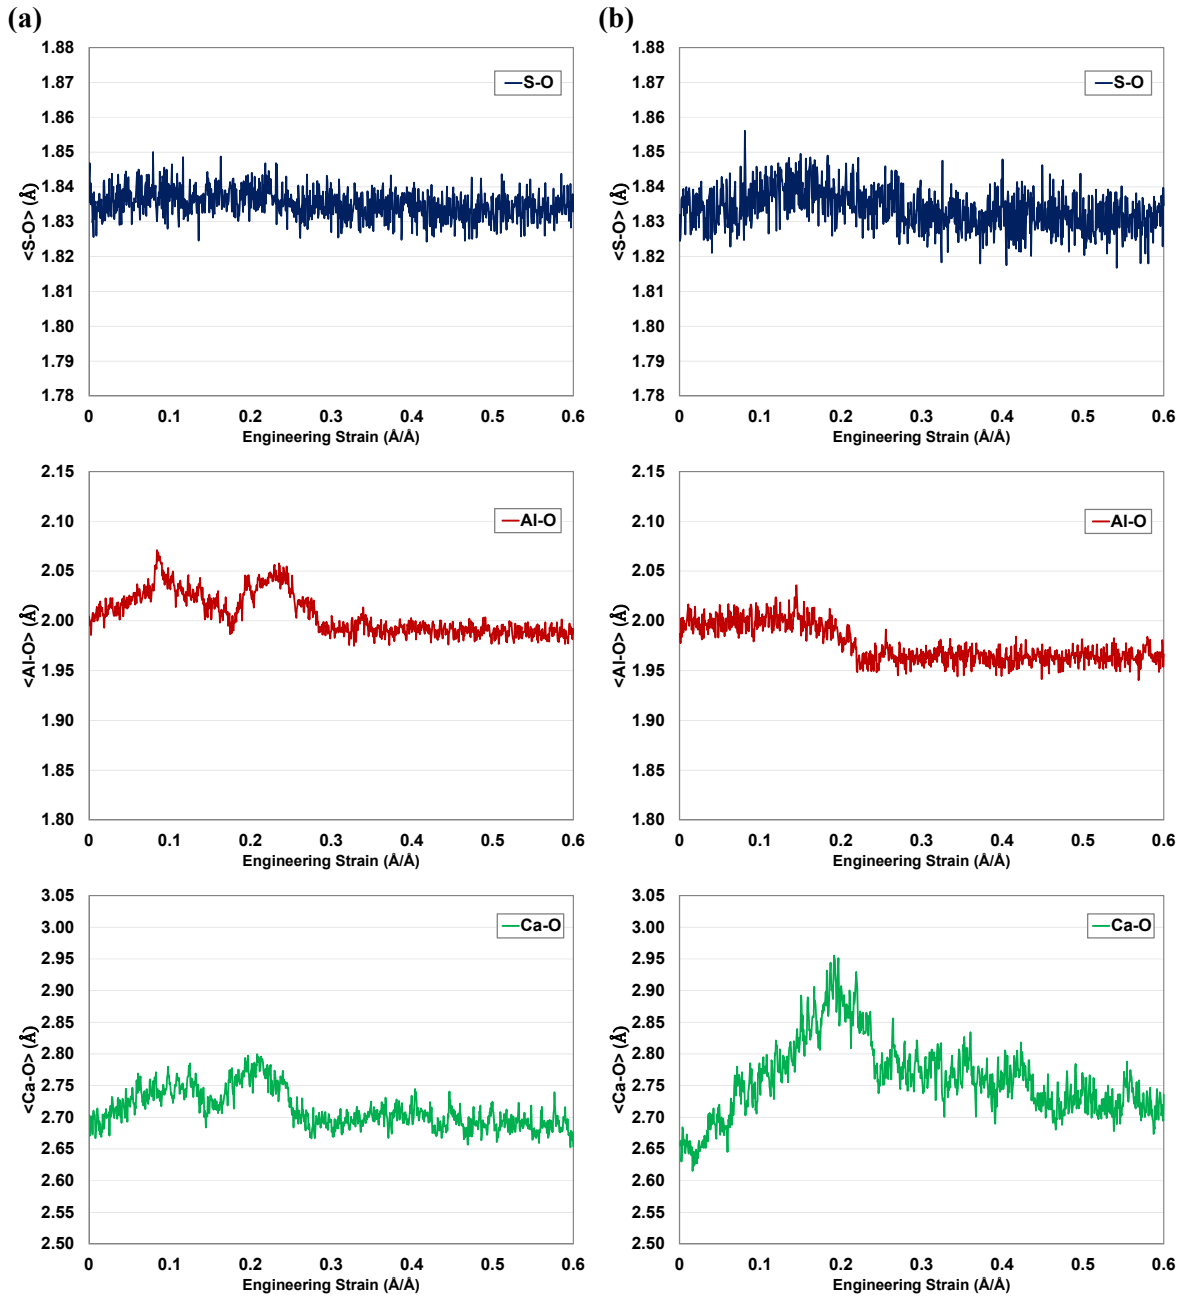 (a)
1.88
1.87
1.86
1.85
1.84
1.83
1.82
1.81
1.80
1.79
1.78
<S-O> (Å)
S-O
0 0.1 0.2 0.3 0.4 0.5 0.6
Engineering Strain (Å/Å)
2.15
2.10
2.05
2.00
1.95
1.90
1.85
1.80
<Al-O> (Å)
Al-O
0 0.1 0.2 0.3 0.4 0.5 0.6
Engineering Strain (Å/Å)
3.05
3.00
2.95
2.90
2.85
2.80
2.75
2.70
2.65
2.60
2.55
2.50
<Ca-O> (Å)
Ca-O
0 0.1 0.2 0.3 0.4 0.5 0.6
Engineering Strain (Å/Å)
(b)
1.88
1.87
1.86
1.85
1.84
1.83
1.82
1.81
1.80
1.79
1.78
<S-O> (Å)
S-O
0 0.1 0.2 0.3 0.4 0.5 0.6
Engineering Strain (Å/Å)
2.15
2.10
2.05
2.00
1.95
1.90
1.85
1.80
<Al-O> (Å)
Al-O
0 0.1 0.2 0.3 0.4 0.5 0.6
Engineering Strain (Å/Å)
3.05
3.00
2.95
2.90
2.85
2.80
2.75
2.70
2.65
2.60
2.55
2.50
<Ca-O> (Å)
Ca-O
0 0.1 0.2 0.3 0.4 0.5 0.6
Engineering Strain (Å/Å)